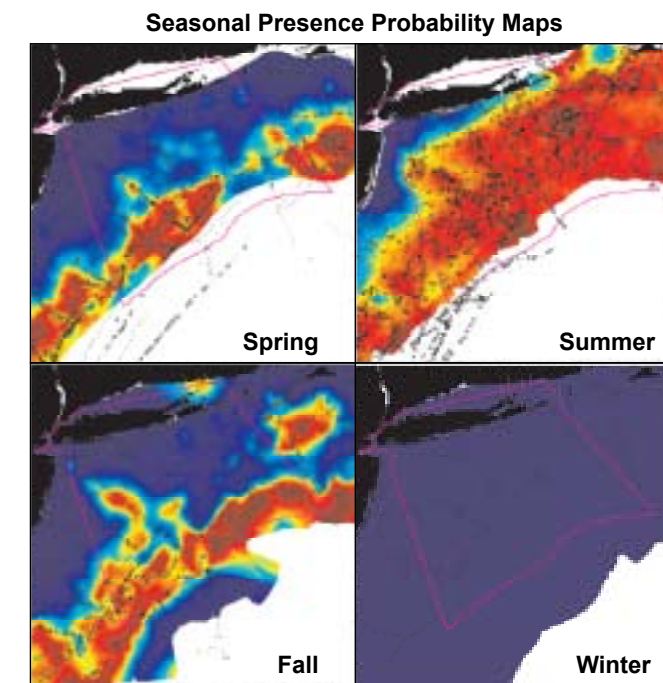 Seasonal Presence Probability Maps
Spring
Summer
Fall
Winter